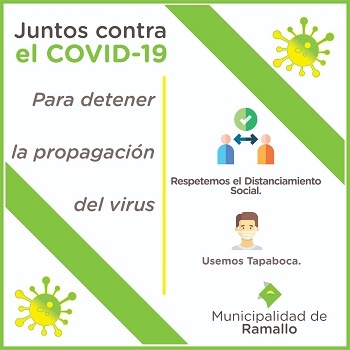 Juntos contra
el COVID-19
Para detener
la propagación
del virus
Respetemos el Distanciamiento
Social.
Usemos Tapaboca.
Municipalidad de
Ramallo